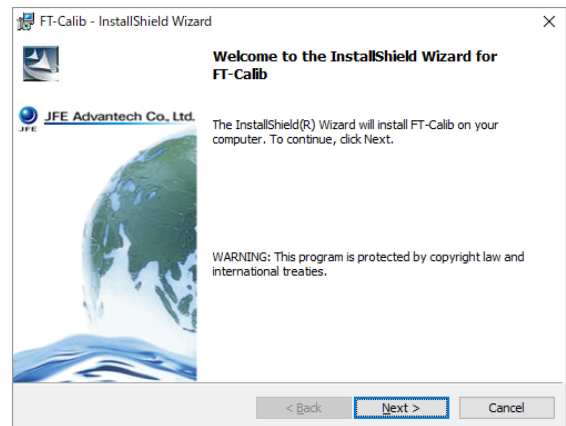 FT-Calib - InstallShield Wizard
Welcome to the InstallShield Wizard for
FT-Calib
JFE Advantech Co., Ltd.
JFE
The InstallShield(R) Wizard will install FT-Calib on your
computer. To continue, click Next.
WARNING: This program is protected by copyright law and
international treaties.
< Back
Next >
Cancel